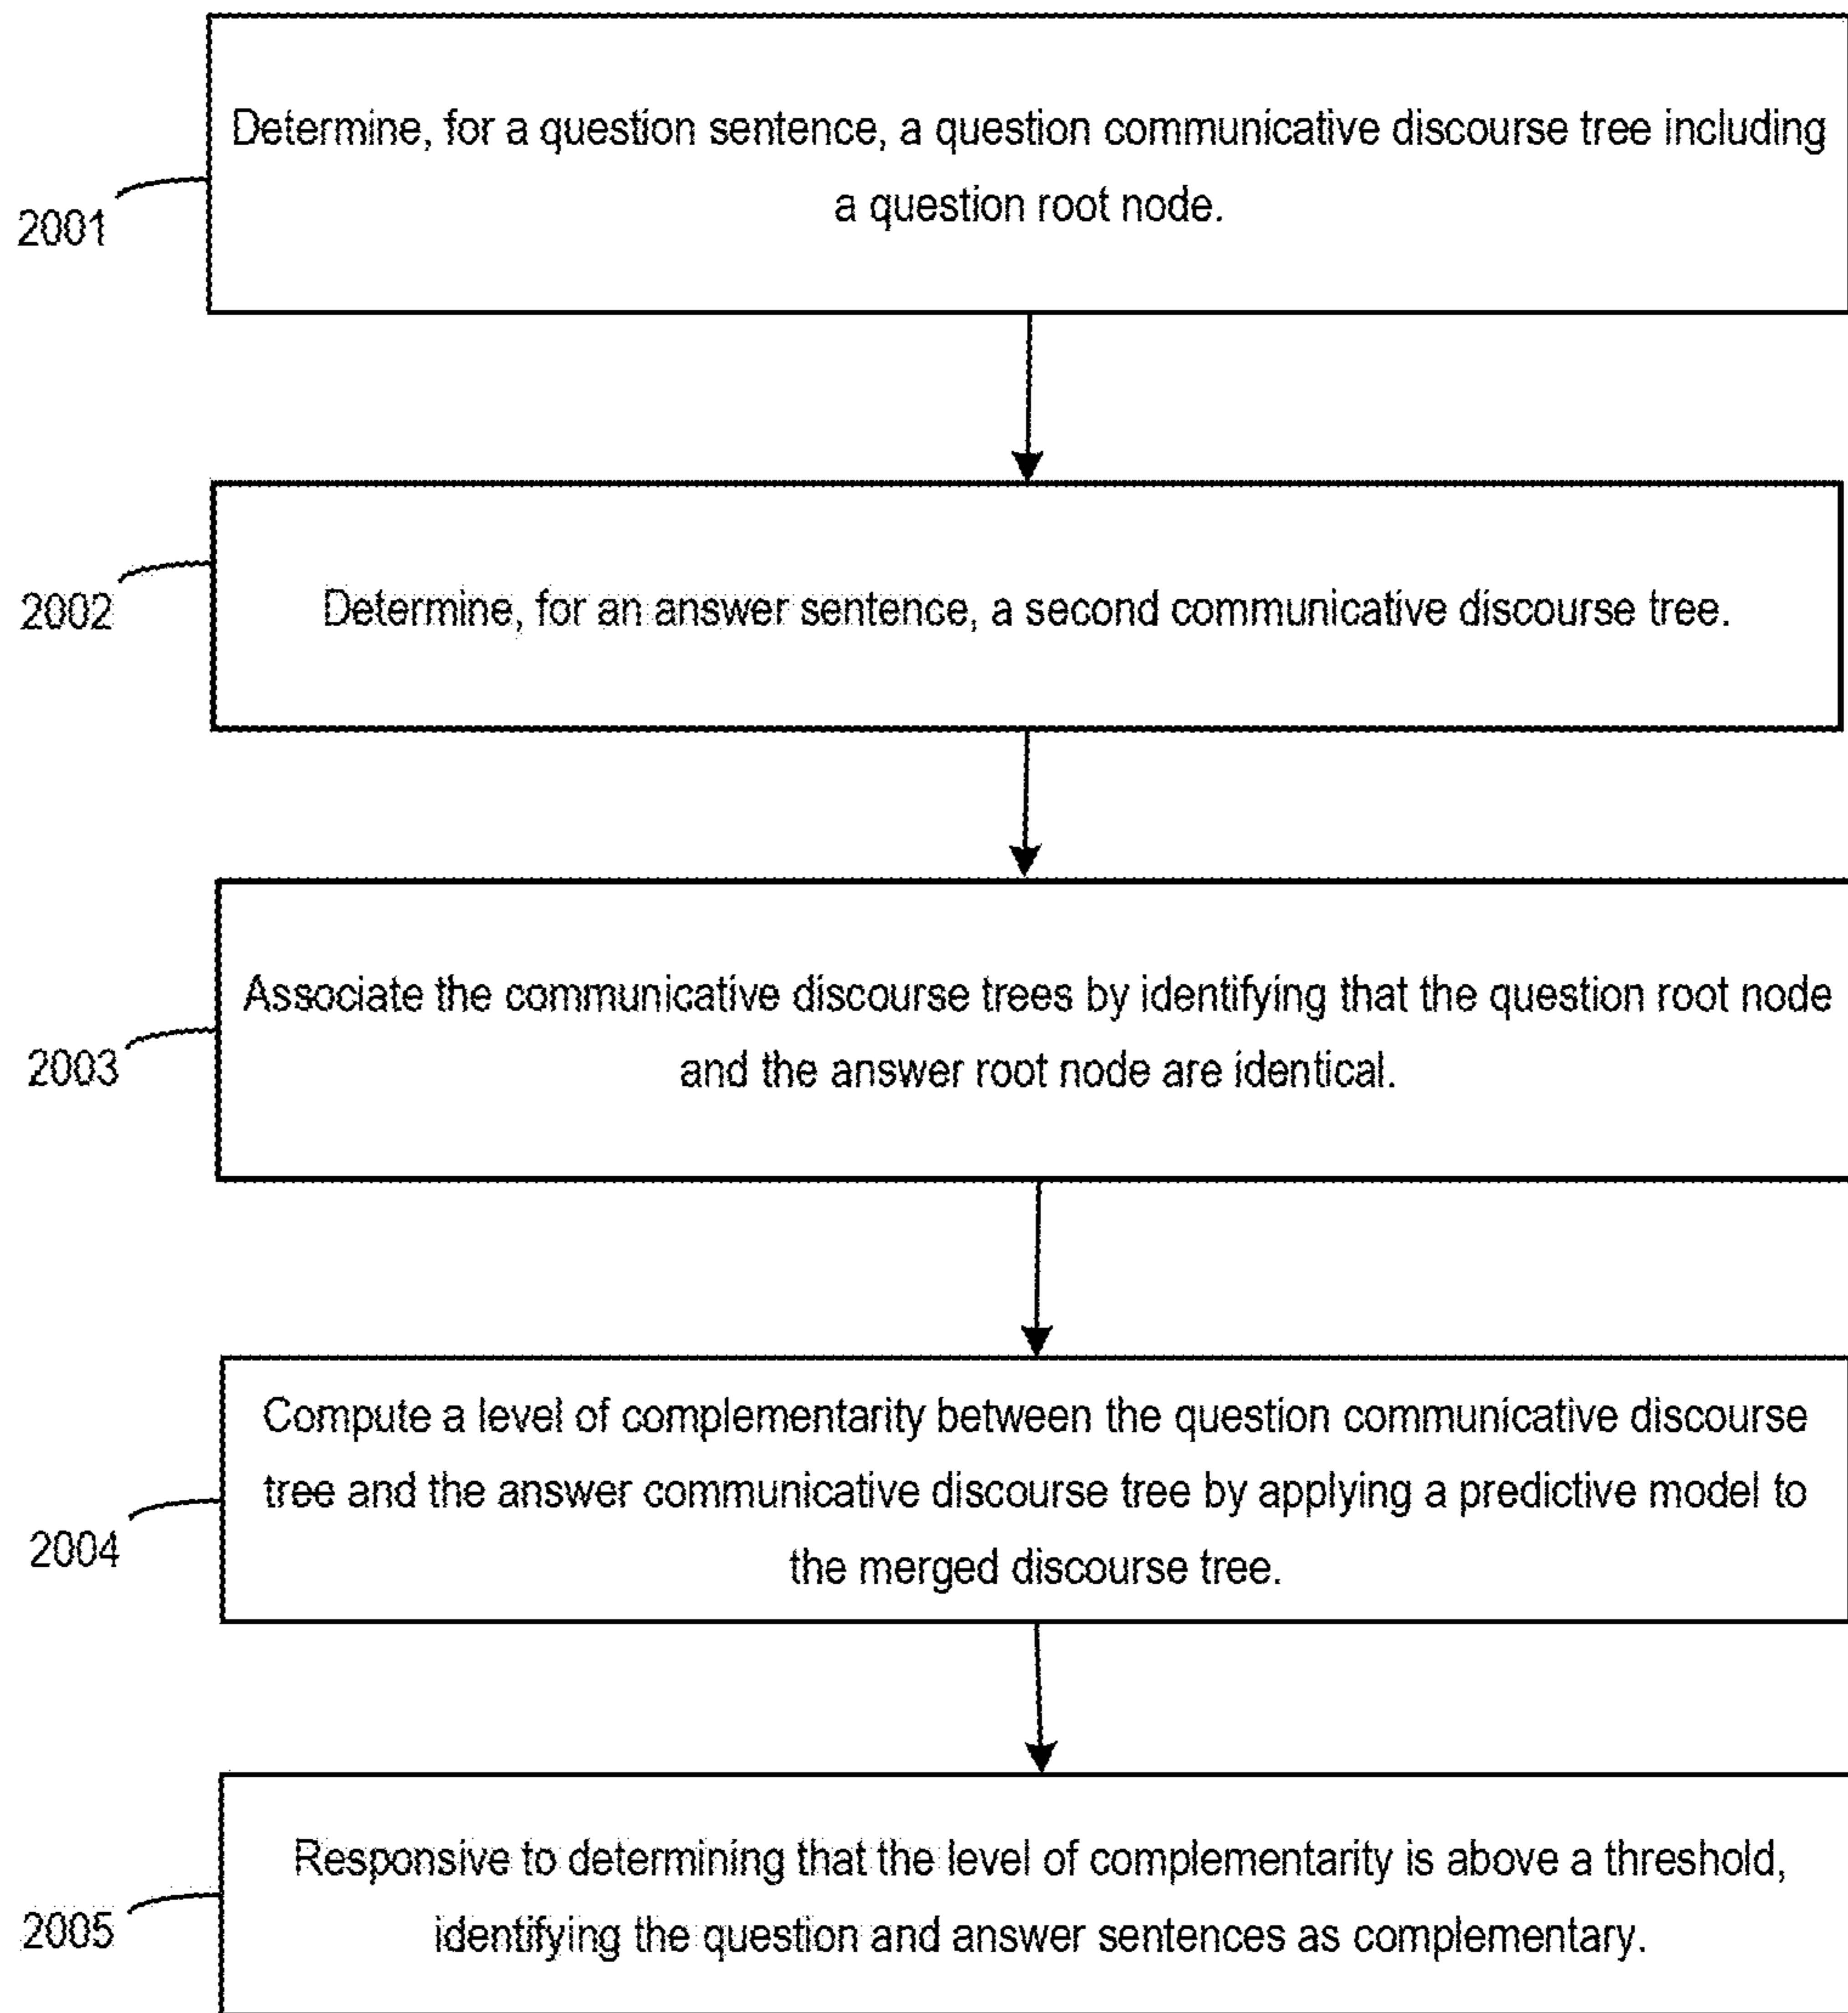 Determine, for a question sentence, a question communicative discourse tree including
a question root node.
2001
Determine, for an answer sentence, a second communicative discourse tree.
2002
Associate the communicative discourse trees by identifying that the question root node
and the answer root node are identical.
2003
Compute a level of complementarity between the question communicative discourse
tree and the answer communicative discourse tree by applying a predictive model to
the merged discourse tree.
2004
Responsive to determining that the level of complementarity is above a threshold,
identifying the question and answer sentences as complementary.
2005